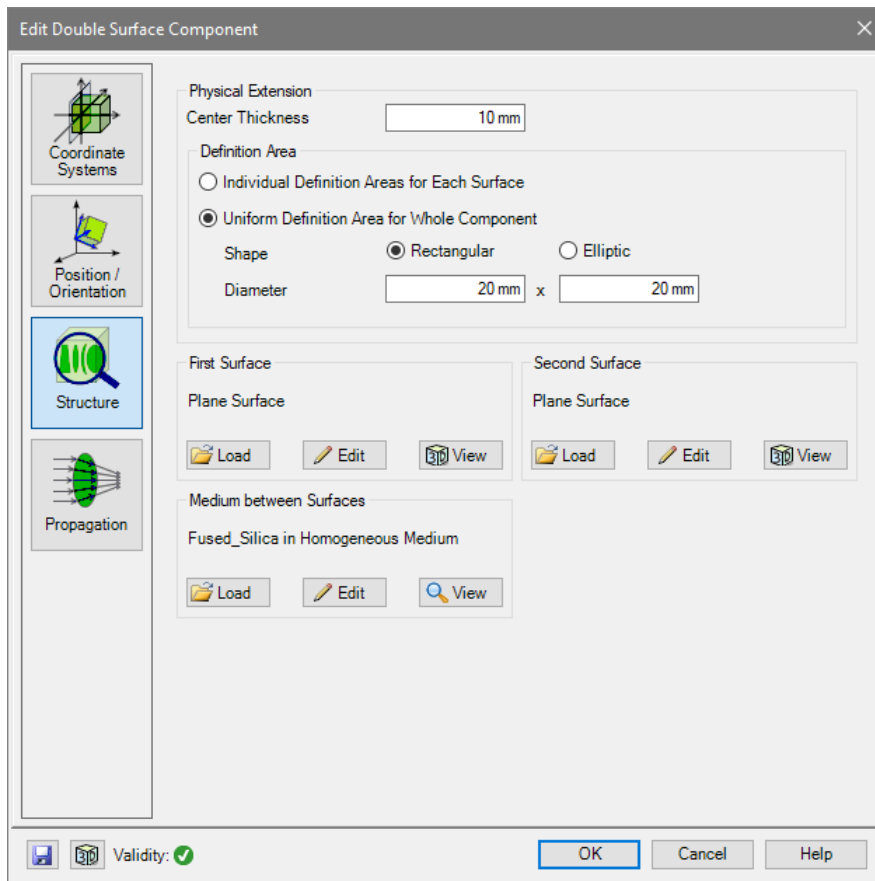 Edit Double Surface Component
Coordinate
Systems
Position /
Orientation
Structure
Propagation
Physical Extension
Center Thickness 10 mm
Definition Area
Individual Definition Areas for Each Surface
Uniform Definition Area for Whole Component
Shape Rectangular Elliptic
Diameter 20 mm x 20 mm
First Surface
Plane Surface
Load Edit 3D View
Second Surface
Plane Surface
Load Edit 3D View
Medium between Surfaces
Fused_Silica in Homogeneous Medium
Load Edit View
3D Validity: OK Cancel Help